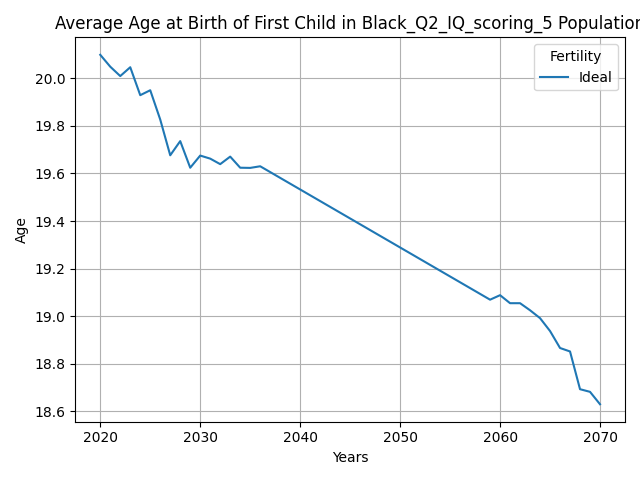 Average Age at Birth of First Child in Black_Q2_IQ_scoring_5 Population
Fertility
Ideal
20.0
19.8
19.6
19.4
19.2
19.0
18.8
18.6
Age
2020 2030 2040 2050 2060 2070
Years